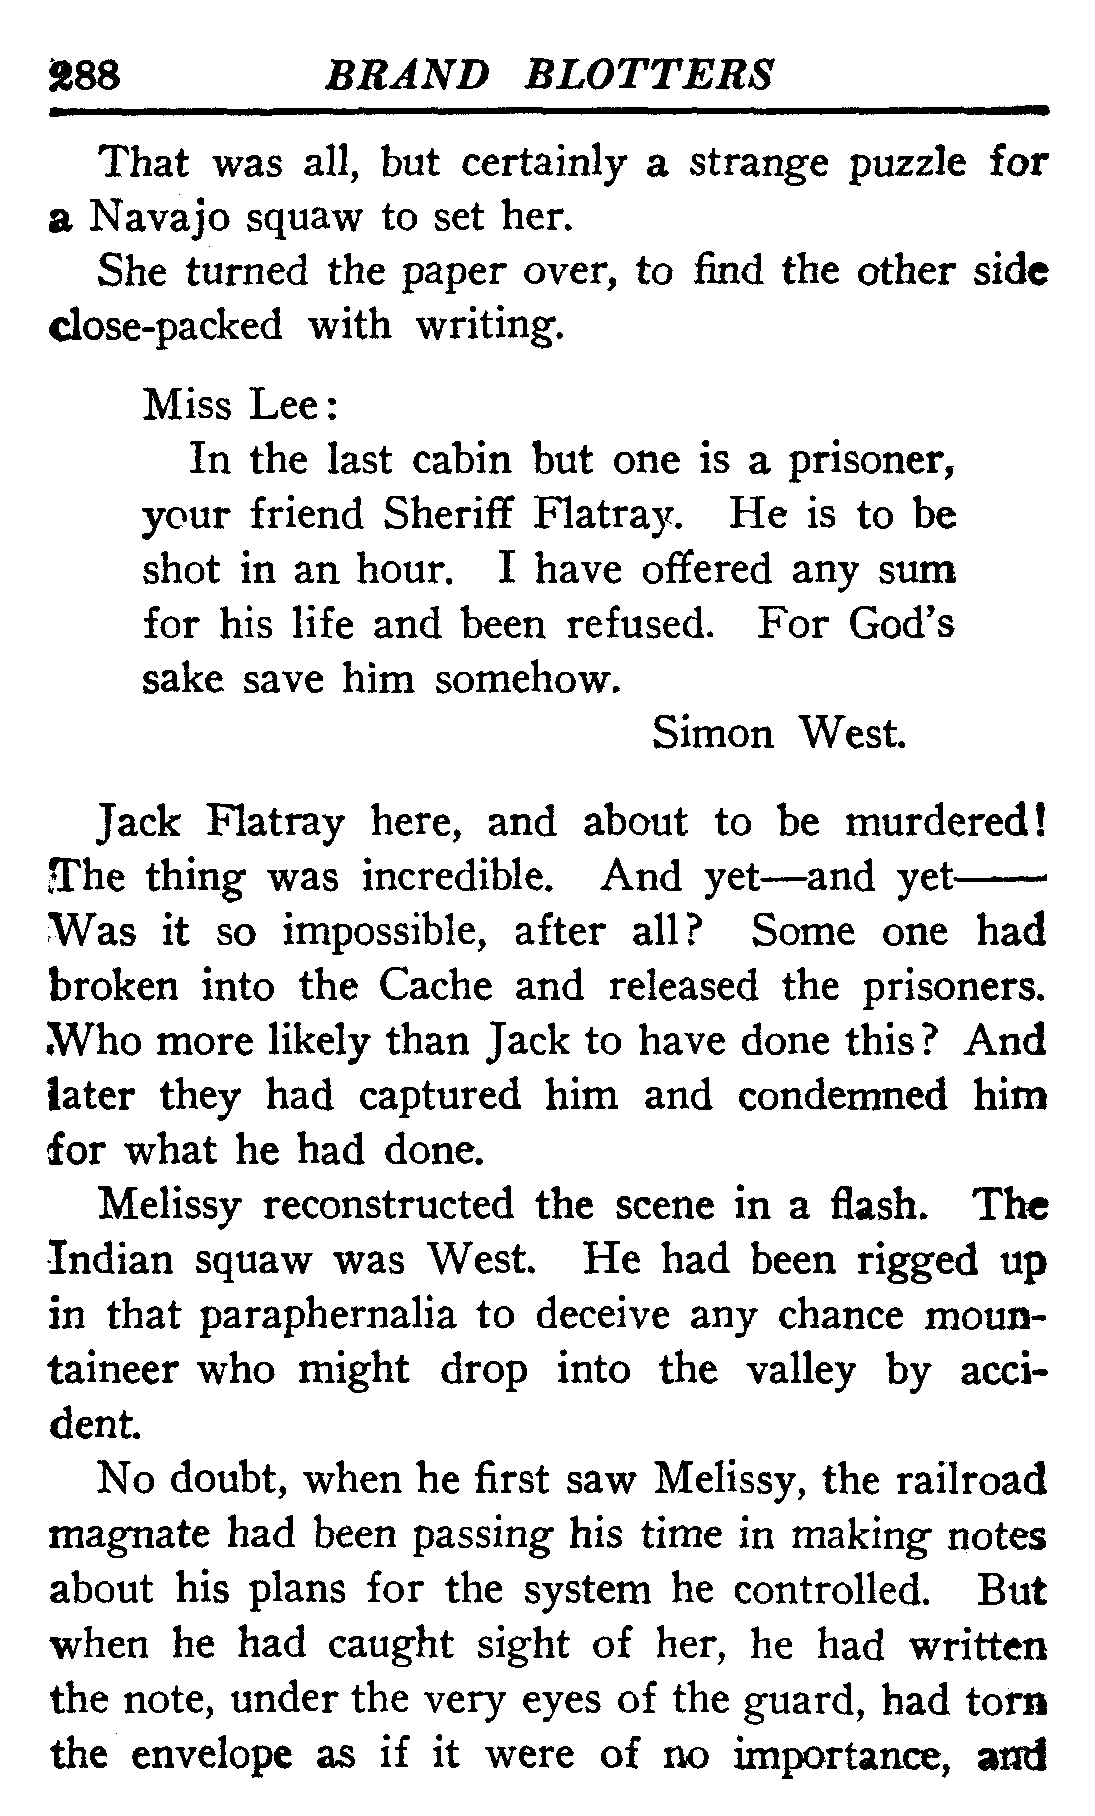 288 BRAND BLOTTERS
That was all, but certainly a strange puzzle for
a Navajo squaw to set her.
She turned the paper over, to find the other side
close-packed with writing.
Miss Lee:
In the last cabin but one is a prisoner,
your friend Sheriff Flatray. He is to be
shot in an hour. I have offered any sum
for his life and been refused. For God's
sake save him somehow.
Simon West.
Jack Flatray here, and about to be murdered!
The thing was incredible. And yet—and yet——
Was it so impossible, after all? Some one had
broken into the Cache and released the prisoners.
Who more likely than Jack to have done this? And
later they had captured him and condemned him
for what he had done.
Melissy reconstructed the scene in a flash. The
Indian squaw was West. He had been rigged up
in that paraphernalia to deceive any chance moun-
taineer who might drop into the valley by acci-
dent.
No doubt, when he first saw Melissy, the railroad
magnate had been passing his time in making notes
about his plans for the system he controlled. But
when he had caught sight of her, he had written
the note, under the very eyes of the guard, had torn
the envelope as if it were of no importance, and